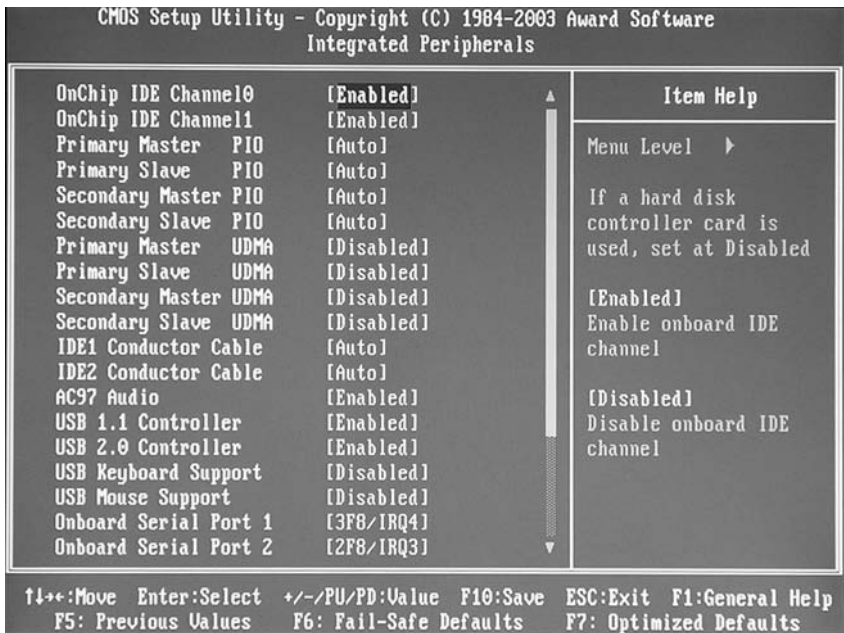 CMOS Setup Utility - Copyright (C) 1984-2003 Award Software
Integrated Peripherals
OnChip IDE Channel0 [Enabled]
OnChip IDE Channel1 [Enabled]
Primary Master PIO [Auto]
Primary Slave PIO [Auto]
Secondary Master PIO [Auto]
Secondary Slave PIO [Auto]
Primary Master UDMA [Disabled]
Primary Slave UDMA [Disabled]
Secondary Master UDMA [Disabled]
Secondary Slave UDMA [Disabled]
IDE1 Conductor Cable [Auto]
IDE2 Conductor Cable [Auto]
AC97 Audio [Enabled]
USB 1.1 Controller [Enabled]
USB 2.0 Controller [Enabled]
USB Keyboard Support [Disabled]
USB Mouse Support [Disabled]
Onboard Serial Port 1 [3F8/IRQ4]
Onboard Serial Port 2 [2F8/IRQ3]
Item Help
Menu Level ▶
If a hard disk
controller card is
used, set at Disabled
[Enabled]
Enable onboard IDE
channel
[Disabled]
Disable onboard IDE
channel
↑↓→←:Move Enter:Select +/-/PU/PD:Value F10:Save ESC:Exit F1:General Help
F5: Previous Values F6: Fail-Safe Defaults F7: Optimized Defaults